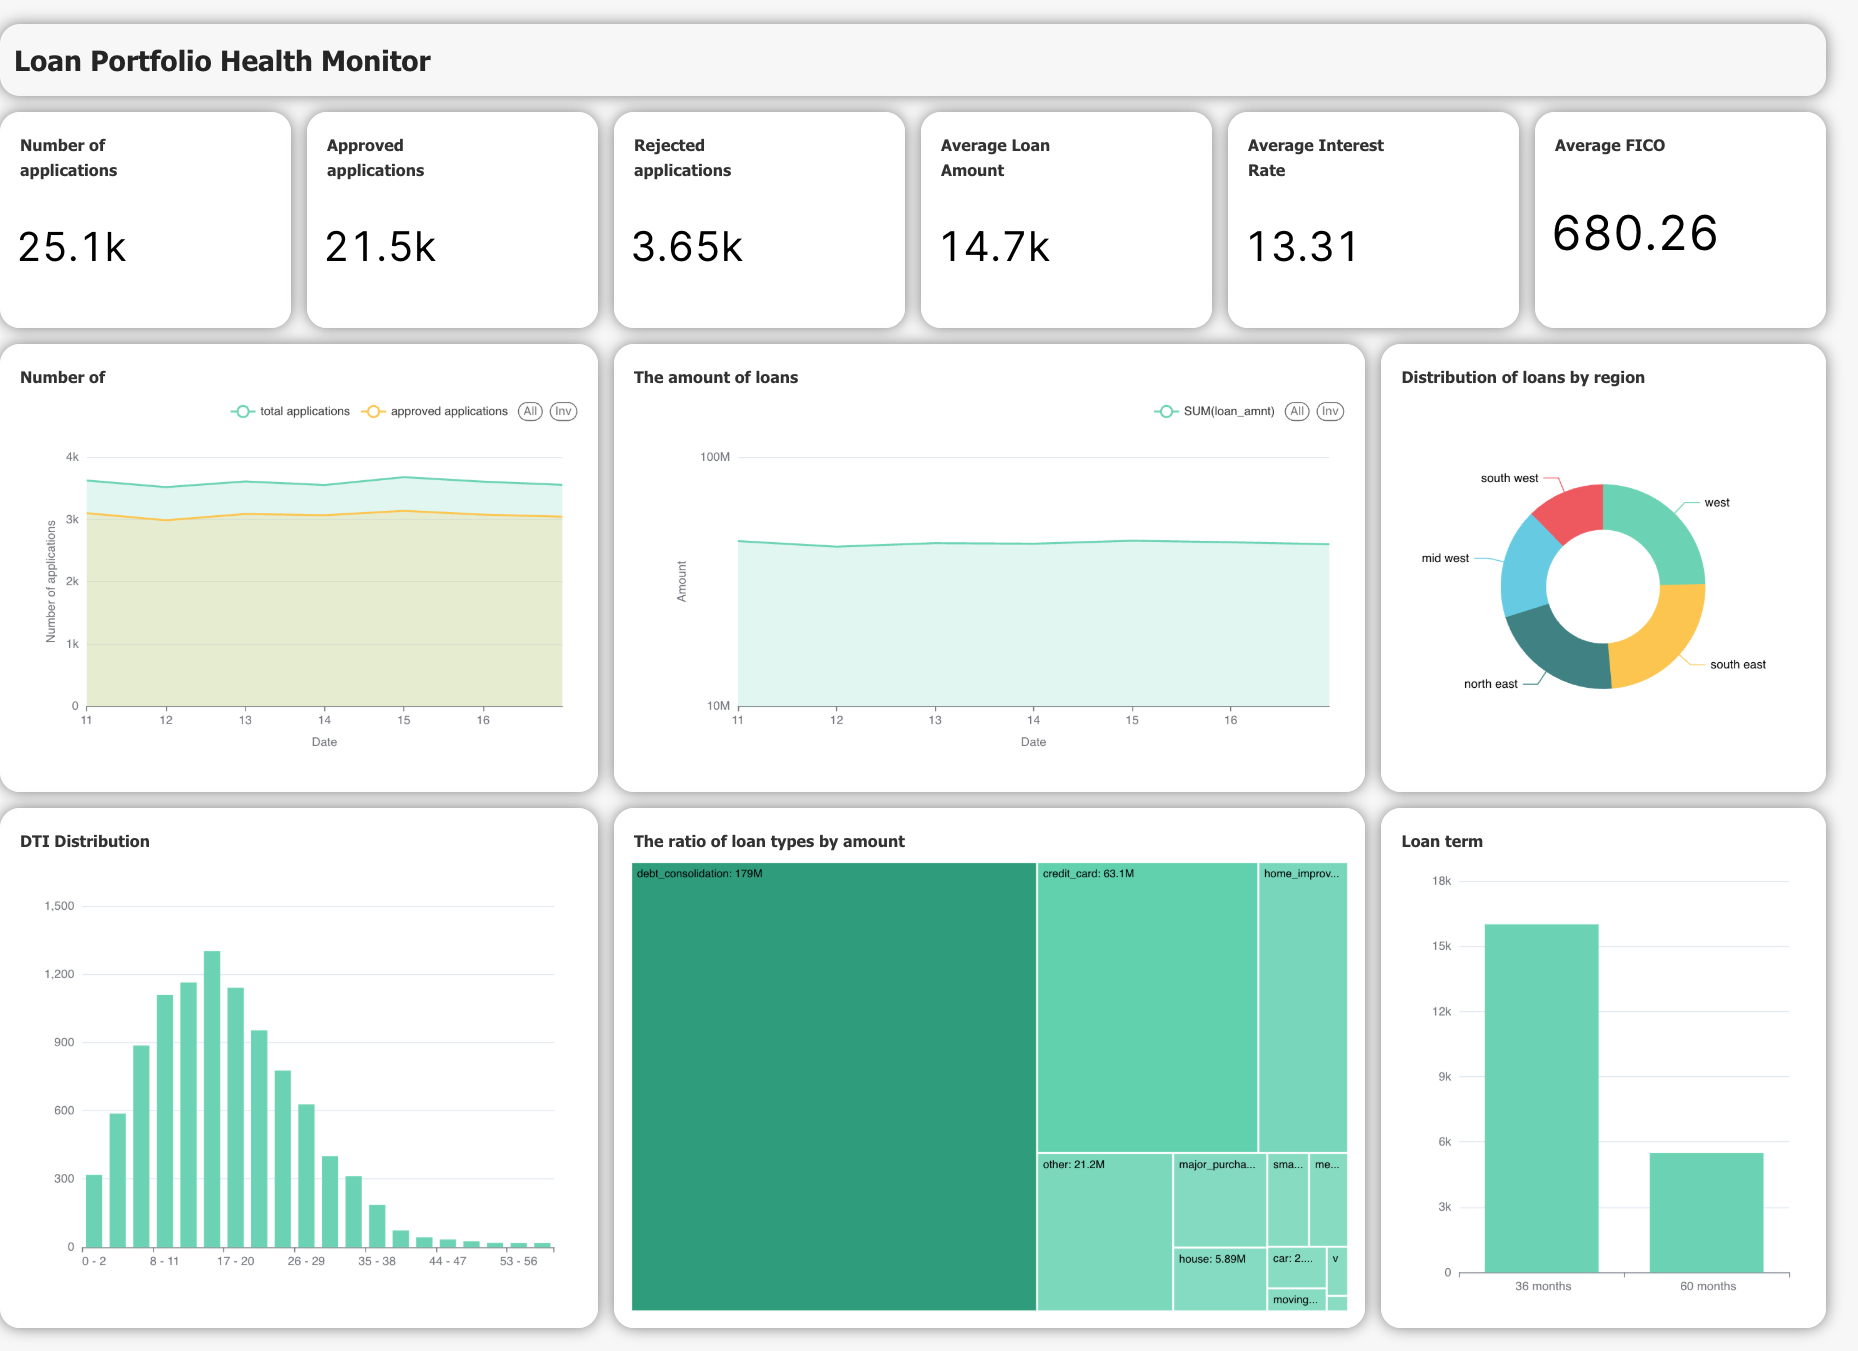 Loan Portfolio Health Monitor
Number of
applications
25.1k
Approved
applications
21.5k
Rejected
applications
3.65k
Average Loan
Amount
14.7k
Average Interest
Rate
13.31
Average FICO
680.26
Number of
total applications
approved applications
All
Inv
4k
3k
2k
1k
0
Number of applications
11
12
13
14
15
16
Date
The amount of loans
SUM(loan_amnt)
All
Inv
100M
10M
Amount
11
12
13
14
15
16
Date
Distribution of loans by region
south west
west
mid west
south east
north east
DTI Distribution
1,500
1,200
900
600
300
0
0 - 2
8 - 11
17 - 20
26 - 29
35 - 38
44 - 47
53 - 56
The ratio of loan types by amount
debt_consolidation: 179M
credit_card: 63.1M
home_improv...
other: 21.2M
major_purcha...
sma...
me...
house: 5.89M
car: 2....
v
moving...
Loan term
18k
15k
12k
9k
6k
3k
0
36 months
60 months